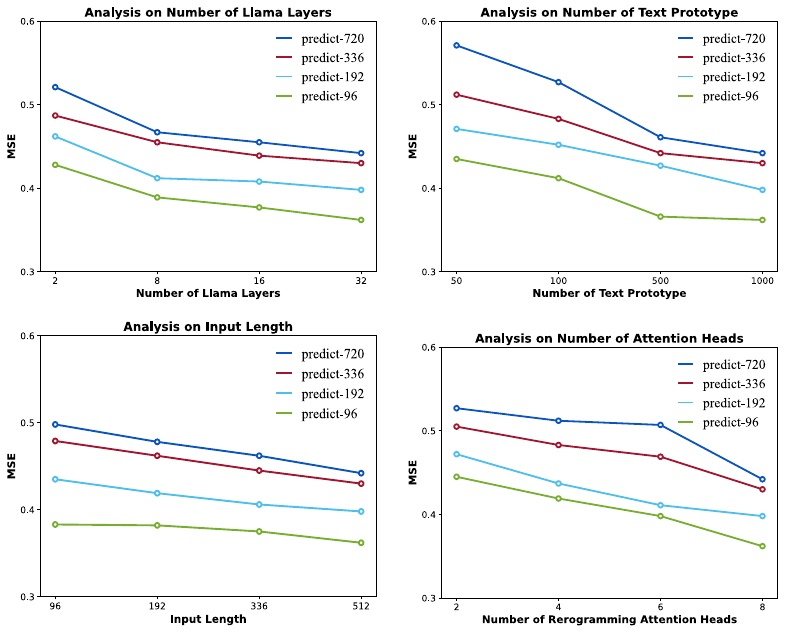 Analysis on Number of Llama Layers
0.6
0.5
0.4
0.3
MSE
predict-720
predict-336
predict-192
predict-96
2 8 16 32
Number of Llama Layers
Analysis on Number of Text Prototype
0.6
0.5
0.4
0.3
MSE
predict-720
predict-336
predict-192
predict-96
50 100 500 1000
Number of Text Prototype
Analysis on Input Length
0.6
0.5
0.4
0.3
MSE
predict-720
predict-336
predict-192
predict-96
96 192 336 512
Input Length
Analysis on Number of Attention Heads
0.6
0.5
0.4
0.3
MSE
predict-720
predict-336
predict-192
predict-96
2 4 6 8
Number of Rerogramming Attention Heads